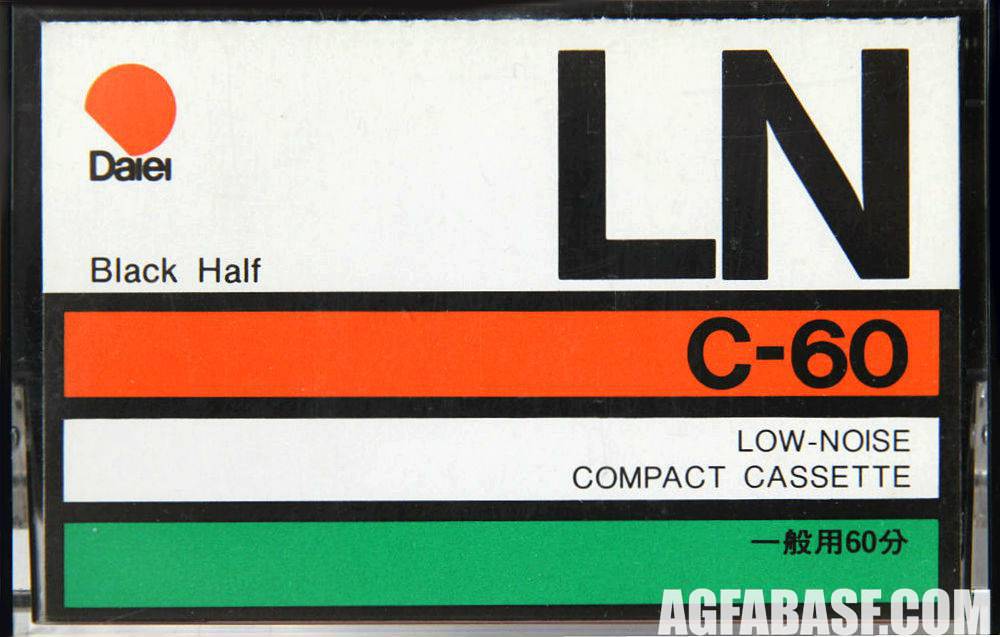 LN
Daiei
Black Half
C-60
LOW-NOISE
COMPACT CASSETTE
一般用60分
AGFABASF.COM